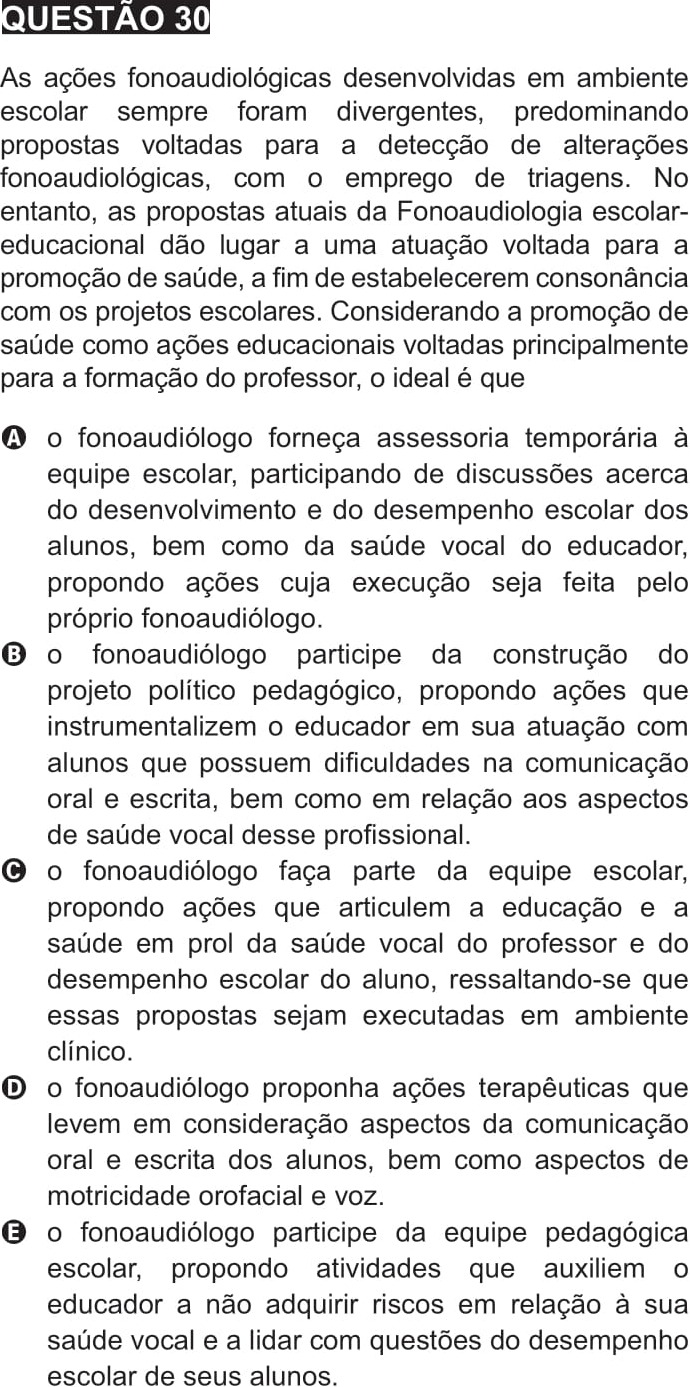 QUESTÃO 30
As ações fonoaudiológicas desenvolvidas em ambiente
escolar sempre foram divergentes, predominando
propostas voltadas para a detecção de alterações
fonoaudiológicas, com o emprego de triagens. No
entanto, as propostas atuais da Fonoaudiologia escolar-
educacional dão lugar a uma atuação voltada para a
promoção de saúde, a fim de estabelecerem consonância
com os projetos escolares. Considerando a promoção de
saúde como ações educacionais voltadas principalmente
para a formação do professor, o ideal é que
A o fonoaudiólogo forneça assessoria temporária à
equipe escolar, participando de discussões acerca
do desenvolvimento e do desempenho escolar dos
alunos, bem como da saúde vocal do educador,
propondo ações cuja execução seja feita pelo
próprio fonoaudiólogo.
B o fonoaudiólogo participe da construção do
projeto político pedagógico, propondo ações que
instrumentalizem o educador em sua atuação com
alunos que possuem dificuldades na comunicação
oral e escrita, bem como em relação aos aspectos
de saúde vocal desse profissional.
C o fonoaudiólogo faça parte da equipe escolar,
propondo ações que articulem a educação e a
saúde em prol da saúde vocal do professor e do
desempenho escolar do aluno, ressaltando-se que
essas propostas sejam executadas em ambiente
clínico.
D o fonoaudiólogo proponha ações terapêuticas que
levem em consideração aspectos da comunicação
oral e escrita dos alunos, bem como aspectos de
motricidade orofacial e voz.
E o fonoaudiólogo participe da equipe pedagógica
escolar, propondo atividades que auxiliem o
educador a não adquirir riscos em relação à sua
saúde vocal e a lidar com questões do desempenho
escolar de seus alunos.